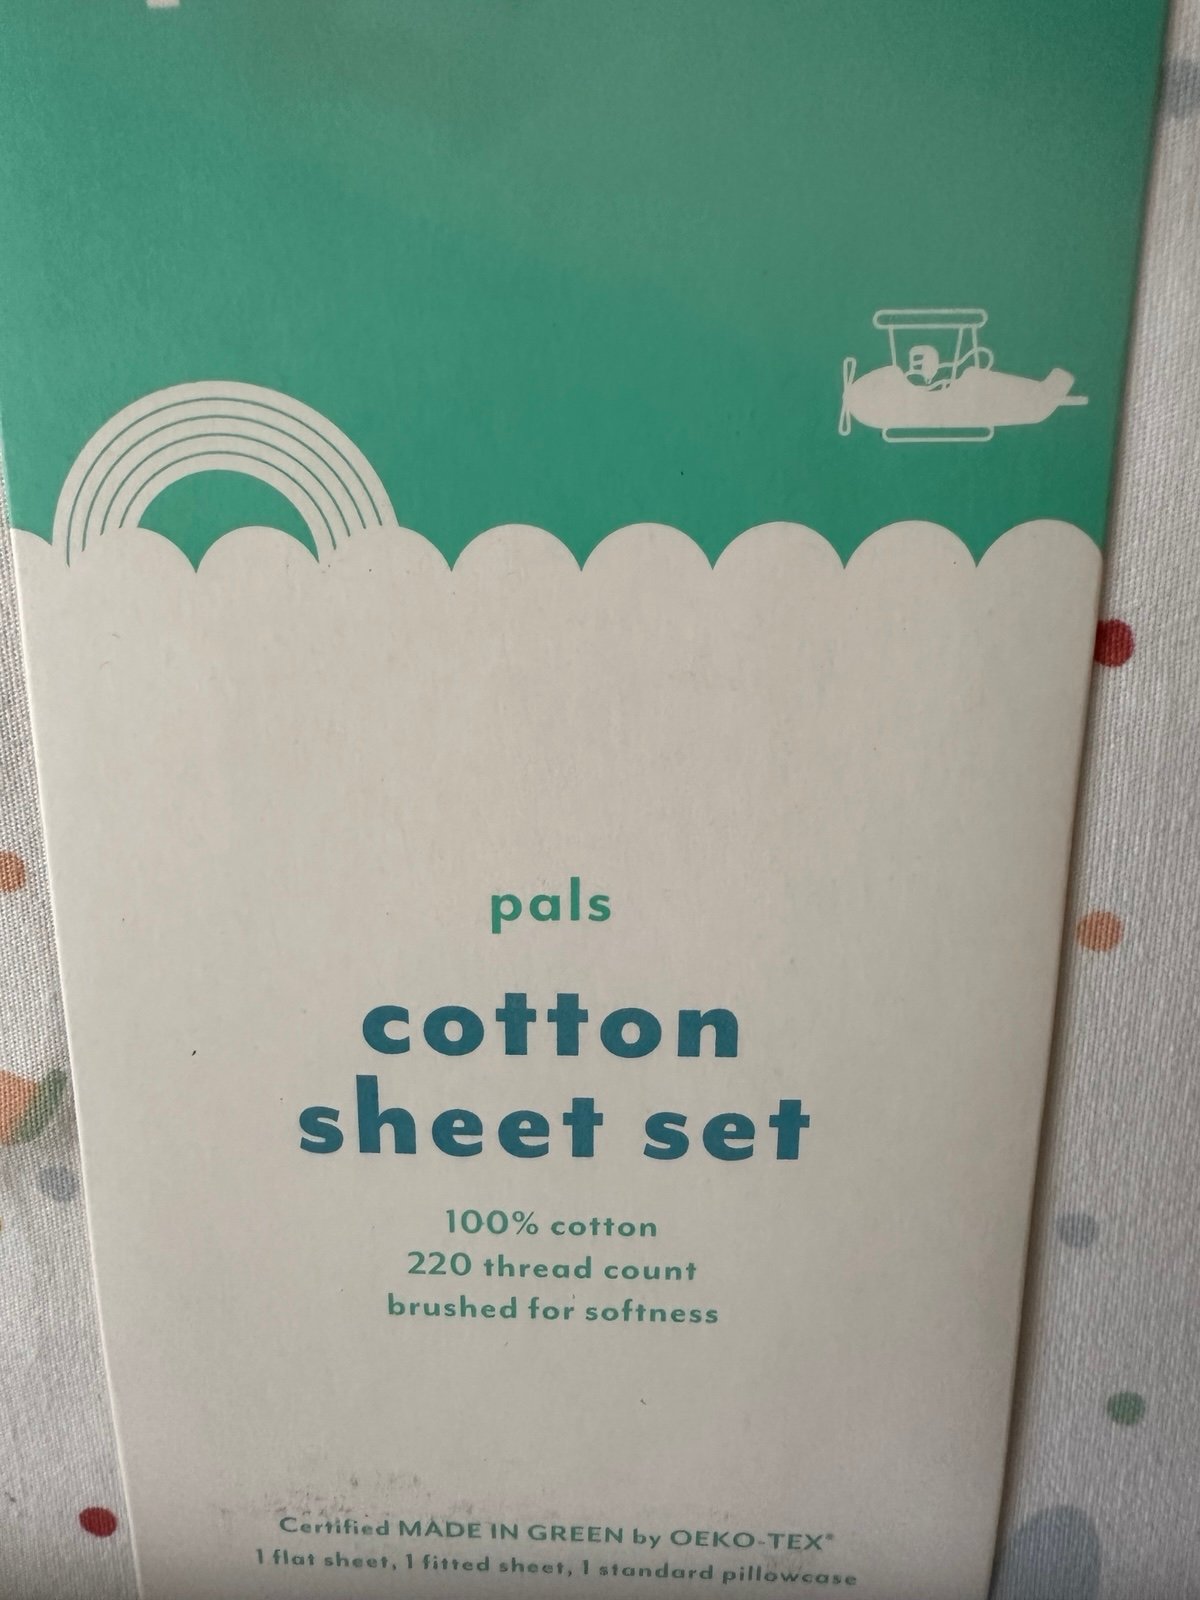 pals
cotton
sheet set
100% cotton
220 thread count
brushed for softness
Certified MADE IN GREEN by OEKO-TEX®
1 flat sheet, 1 fitted sheet, 1 standard pillowcase